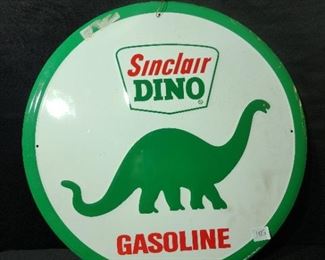 Sinclair
DINO
®
GASOLINE